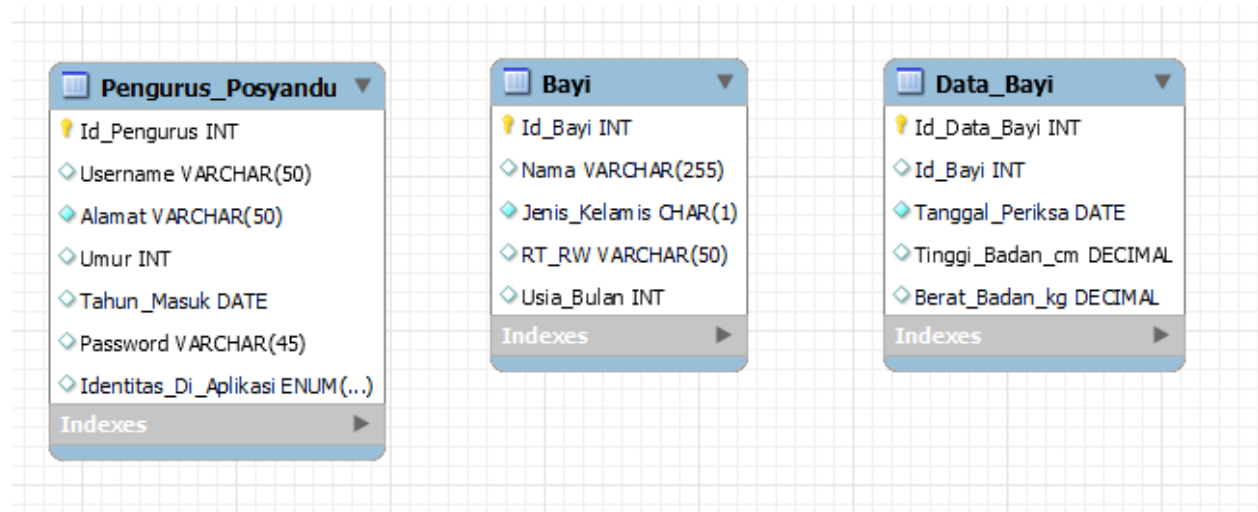 Pengurus_Posyandu
Id_Pengurus INT
Username VARCHAR(50)
Alamat VARCHAR(50)
Umur INT
Tahun_Masuk DATE
Password VARCHAR(45)
Identitas_Di_Aplikasi ENUM(...)
Indexes
Bayi
Id_Bayi INT
Nama VARCHAR(255)
Jenis_Kelamis CHAR(1)
RT_RW VARCHAR(50)
Usia_Bulan INT
Indexes
Data_Bayi
Id_Data_Bayi INT
Id_Bayi INT
Tanggal_Periksa DATE
Tinggi_Badan_cm DECIMAL
Berat_Badan_kg DECIMAL
Indexes